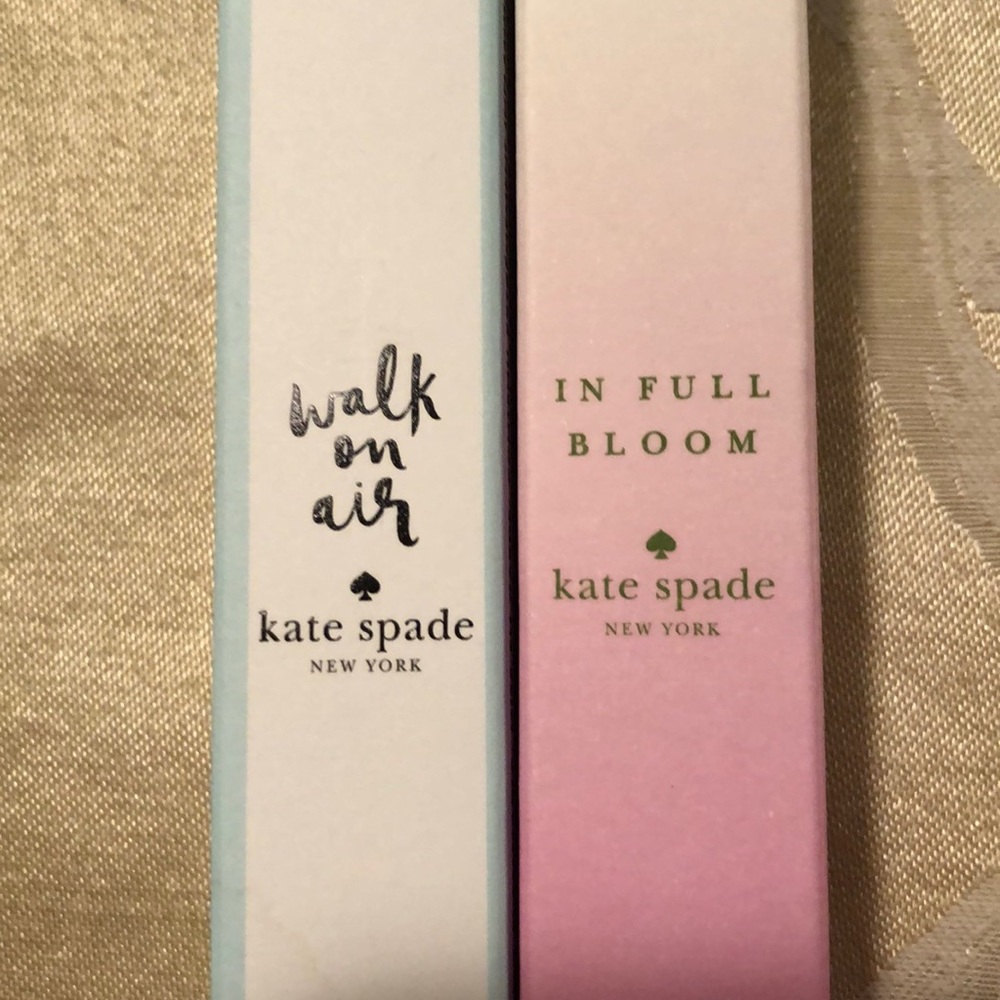 walk
on
air
kate spade
NEW YORK
IN FULL
BLOOM
kate spade
NEW YORK